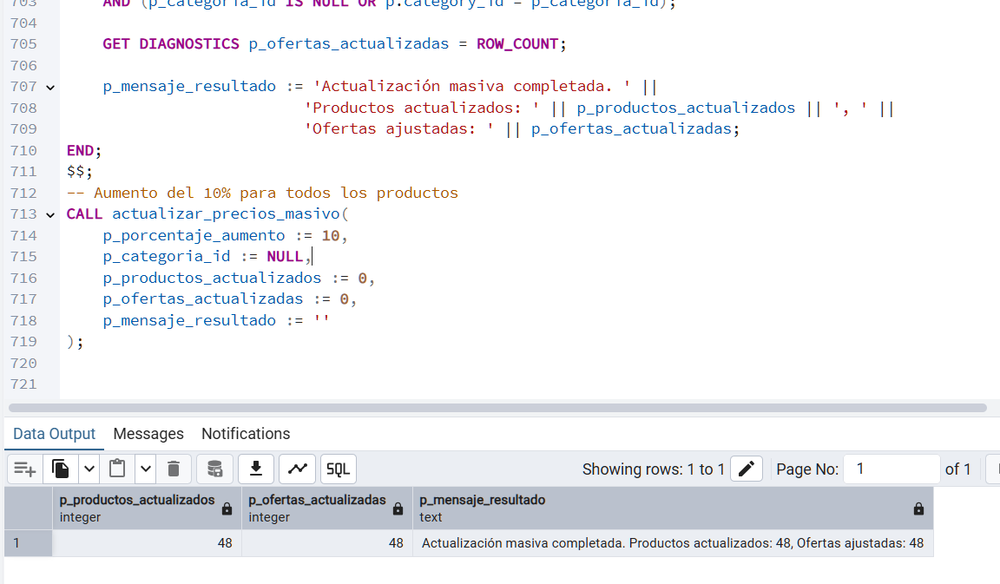 703 AND (p_categoria_id IS NULL OR p.category_id = p_categoria_id);
704
705 GET DIAGNOSTICS p_ofertas_actualizadas = ROW_COUNT;
706
707 p_mensaje_resultado := 'Actualización masiva completada. ' ||
708 'Productos actualizados: ' || p_productos_actualizados || ', ' ||
709 'Ofertas ajustadas: ' || p_ofertas_actualizadas;
710 END;
711 $$;
712 -- Aumento del 10% para todos los productos
713 CALL actualizar_precios_masivo(
714 p_porcentaje_aumento := 10,
715 p_categoria_id := NULL,
716 p_productos_actualizados := 0,
717 p_ofertas_actualizadas := 0,
718 p_mensaje_resultado := ''
719 );
720
721
Data Output Messages Notifications
SQL Showing rows: 1 to 1 Page No: 1 of 1
p_productos_actualizados p_ofertas_actualizadas p_mensaje_resultado
integer integer text
1 48 48 Actualización masiva completada. Productos actualizados: 48, Ofertas ajustadas: 48